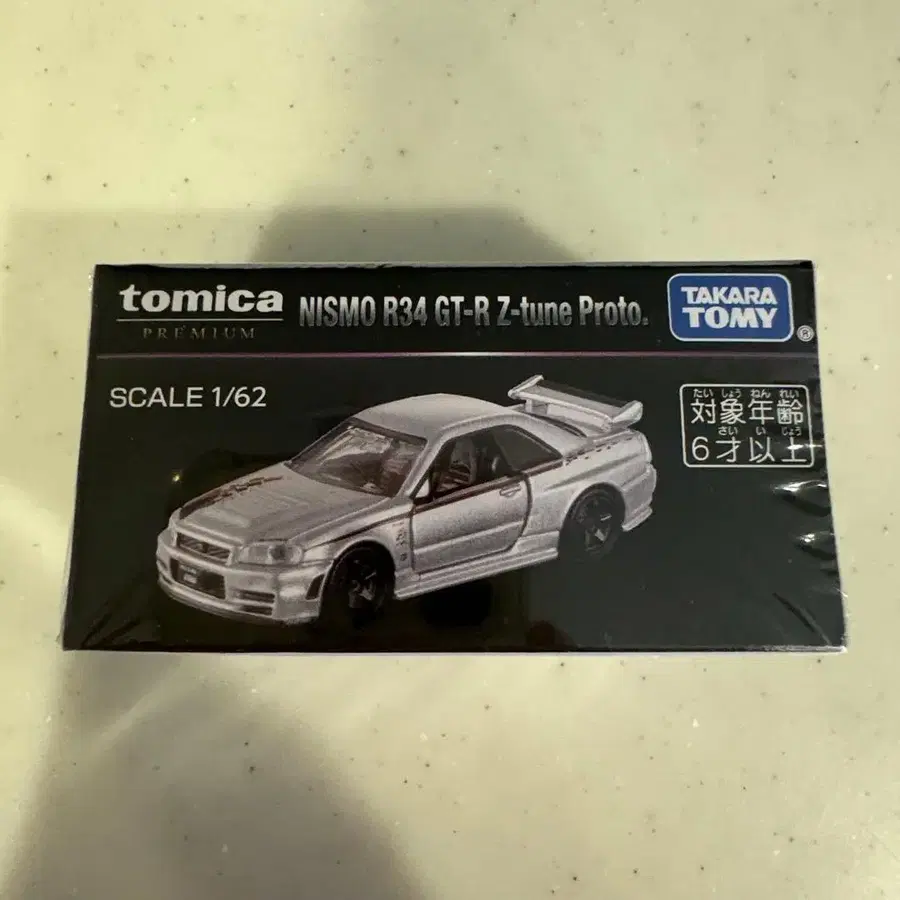 tomica
PREMIUM
NISMO R34 GT-R Z-tune Proto.
TAKARA
TOMY
®
SCALE 1/62
たい しょう ねん れい
対象年齢
さい い じょう
6才以上